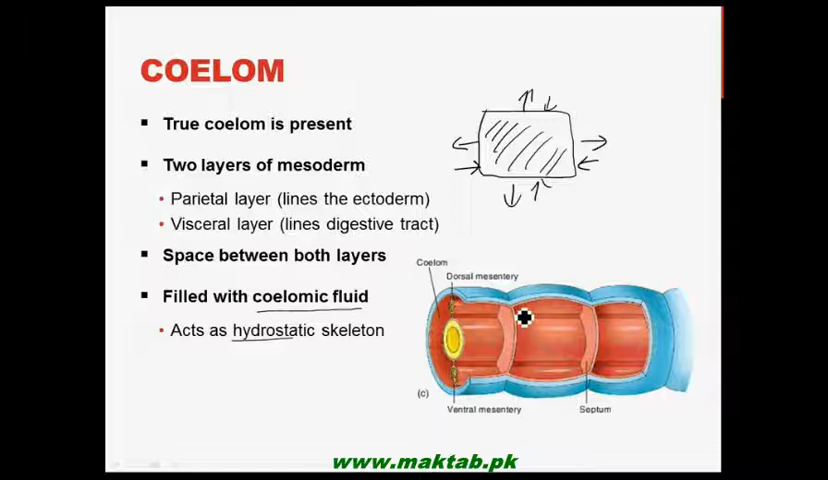 COELOM
▪ True coelom is present
▪ Two layers of mesoderm
• Parietal layer (lines the ectoderm)
• Visceral layer (lines digestive tract)
▪ Space between both layers
▪ Filled with coelomic fluid
• Acts as hydrostatic skeleton
Coelom
Dorsal mesentery
(c)
Ventral mesentery
Septum
www.maktab.pk